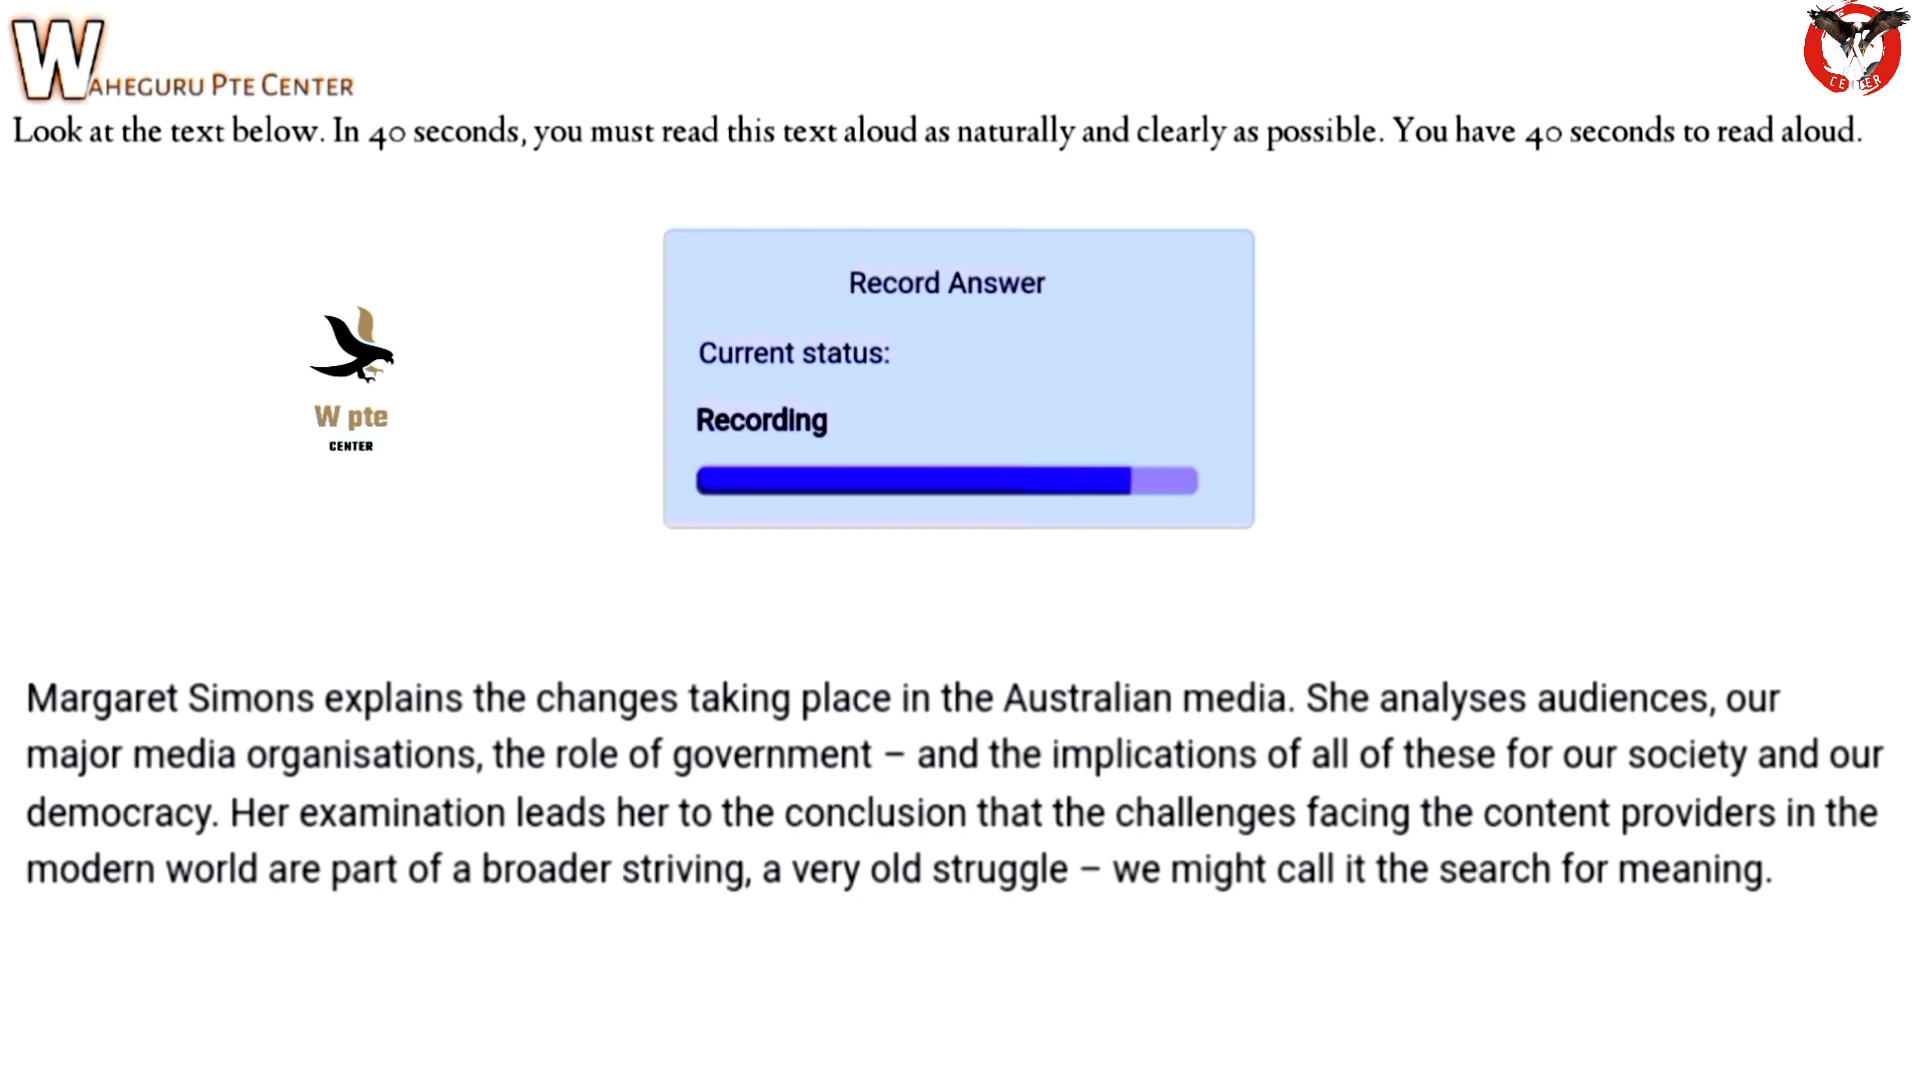 WAHEGURU PTE CENTER
CENTER
Look at the text below. In 40 seconds, you must read this text aloud as naturally and clearly as possible. You have 40 seconds to read aloud.
Record Answer
Current status:
Recording
W pte
CENTER
Margaret Simons explains the changes taking place in the Australian media. She analyses audiences, our
major media organisations, the role of government – and the implications of all of these for our society and our
democracy. Her examination leads her to the conclusion that the challenges facing the content providers in the
modern world are part of a broader striving, a very old struggle – we might call it the search for meaning.